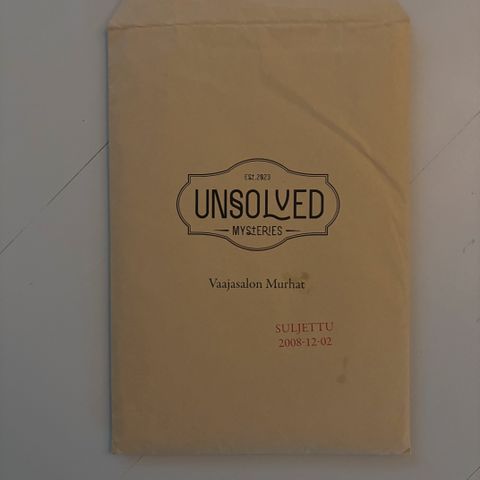 EST.2023
UNSOLVED
MYSTERIES
Vaajasalon Murhat
SULJETTU
2008-12-02